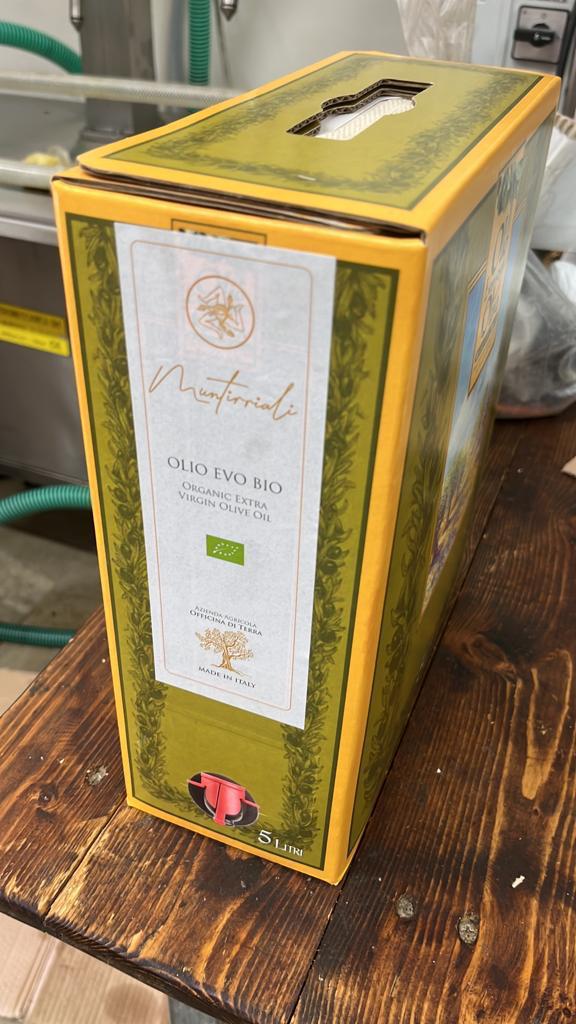 Muntirriali
OLIO EVO BIO
ORGANIC EXTRA
VIRGIN OLIVE OIL
AZIENDA AGRICOLA
OFFICINA DI TERRA
MADE IN ITALY
5 LITRI